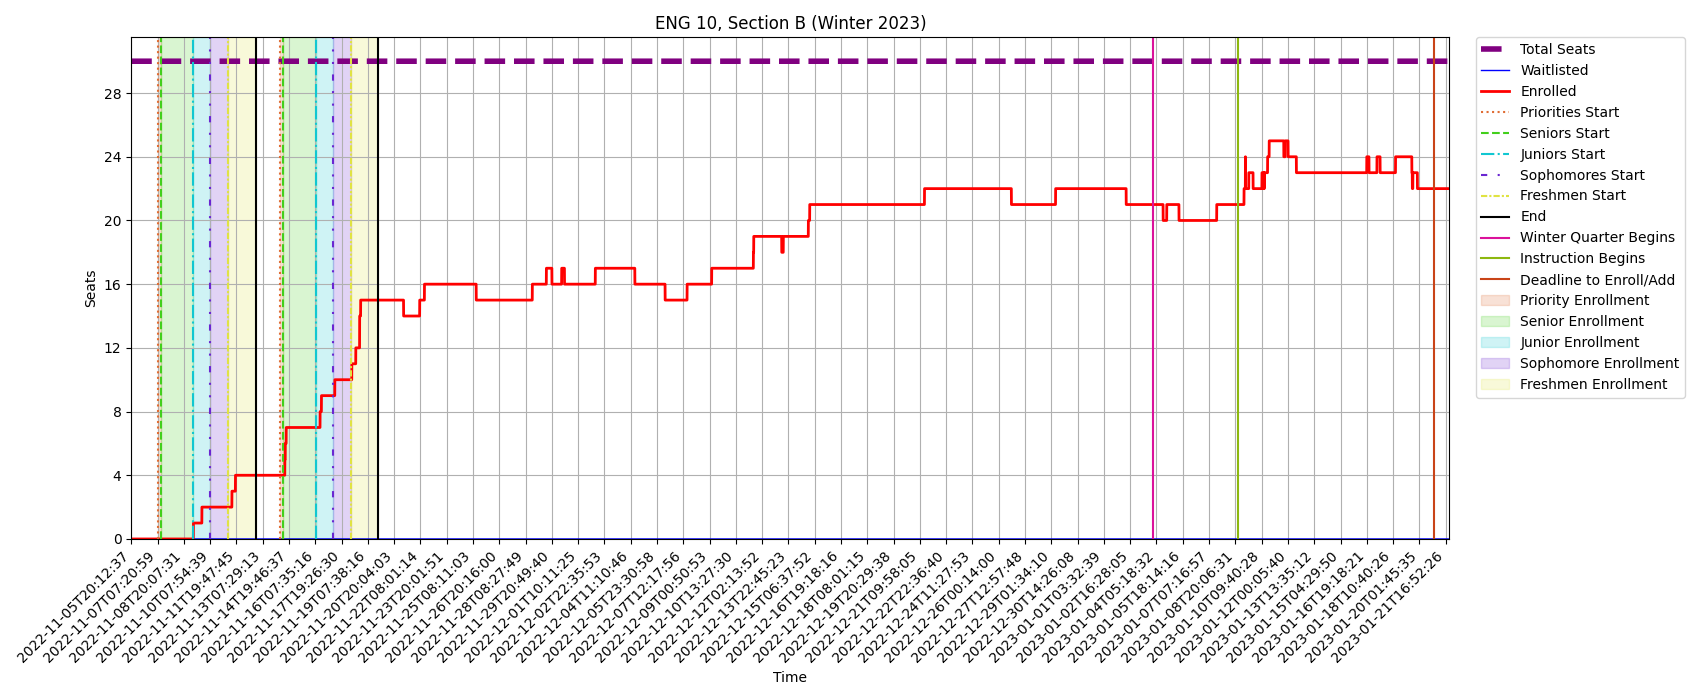 ENG 10, Section B (Winter 2023)
Seats
28
24
20
16
12
8
4
0
2022-11-05T20:12:37
2022-11-07T07:20:59
2022-11-08T20:07:31
2022-11-10T07:54:39
2022-11-11T19:47:45
2022-11-13T07:29:13
2022-11-14T19:46:37
2022-11-16T07:35:16
2022-11-17T19:26:30
2022-11-19T07:38:16
2022-11-20T20:04:03
2022-11-22T08:01:14
2022-11-23T20:01:51
2022-11-25T08:11:03
2022-11-26T20:16:00
2022-11-28T08:27:49
2022-11-29T20:49:40
2022-12-01T10:11:25
2022-12-02T22:35:53
2022-12-04T11:10:46
2022-12-05T23:30:58
2022-12-07T12:17:56
2022-12-09T00:50:53
2022-12-10T13:27:30
2022-12-12T02:13:52
2022-12-13T22:45:23
2022-12-15T06:37:52
2022-12-16T19:18:16
2022-12-18T08:01:15
2022-12-19T20:29:38
2022-12-21T09:58:05
2022-12-22T22:36:40
2022-12-24T11:27:53
2022-12-26T00:14:00
2022-12-27T12:57:48
2022-12-29T01:34:10
2022-12-30T14:26:08
2023-01-01T03:32:39
2023-01-02T16:28:05
2023-01-04T05:18:32
2023-01-05T18:14:16
2023-01-07T07:16:57
2023-01-08T20:06:31
2023-01-10T09:40:28
2023-01-12T00:05:40
2023-01-13T13:35:12
2023-01-15T04:29:50
2023-01-16T19:18:21
2023-01-18T10:40:26
2023-01-20T01:45:35
2023-01-21T16:52:26
Time
Total Seats
Waitlisted
Enrolled
Priorities Start
Seniors Start
Juniors Start
Sophomores Start
Freshmen Start
End
Winter Quarter Begins
Instruction Begins
Deadline to Enroll/Add
Priority Enrollment
Senior Enrollment
Junior Enrollment
Sophomore Enrollment
Freshmen Enrollment